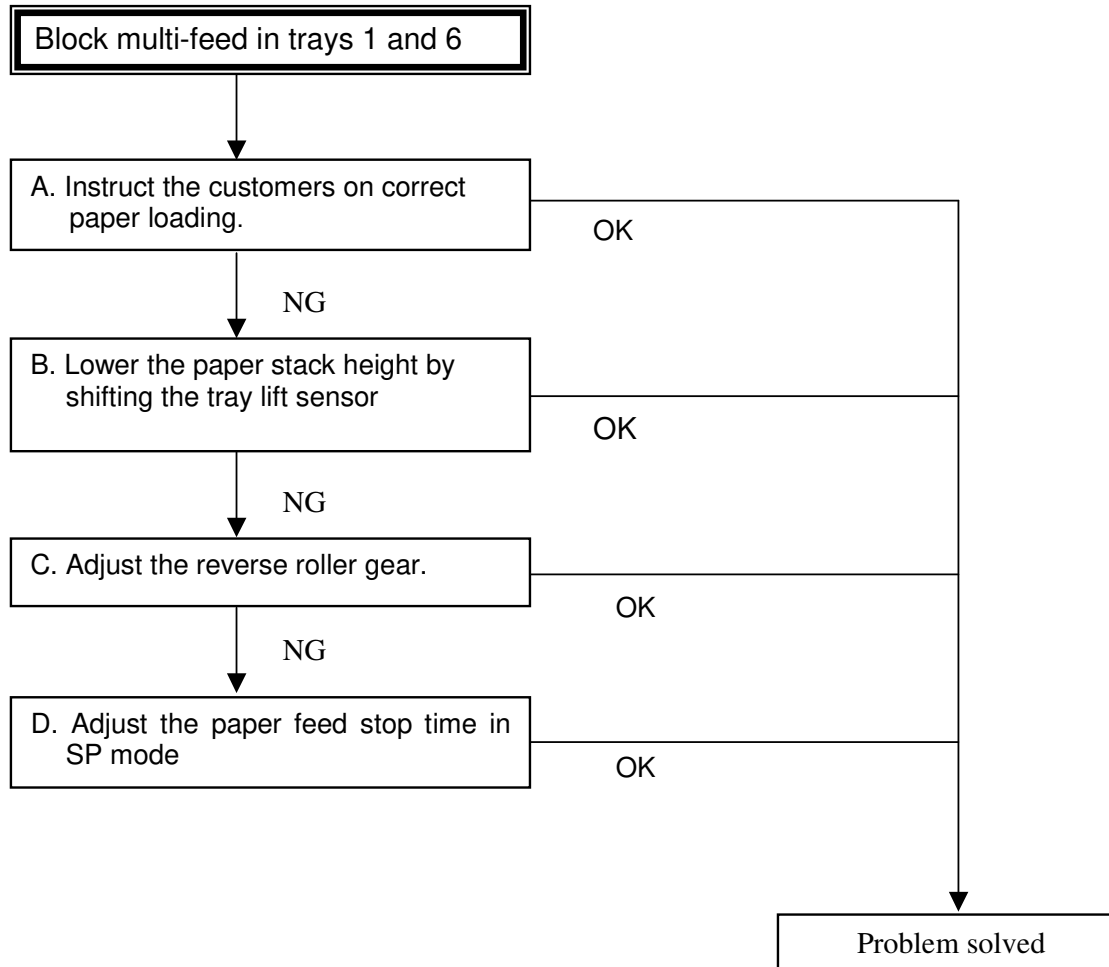 Block multi-feed in trays 1 and 6
A. Instruct the customers on correct
paper loading.
OK
NG
B. Lower the paper stack height by
shifting the tray lift sensor
OK
NG
C. Adjust the reverse roller gear.
OK
NG
D. Adjust the paper feed stop time in
SP mode
OK
Problem solved